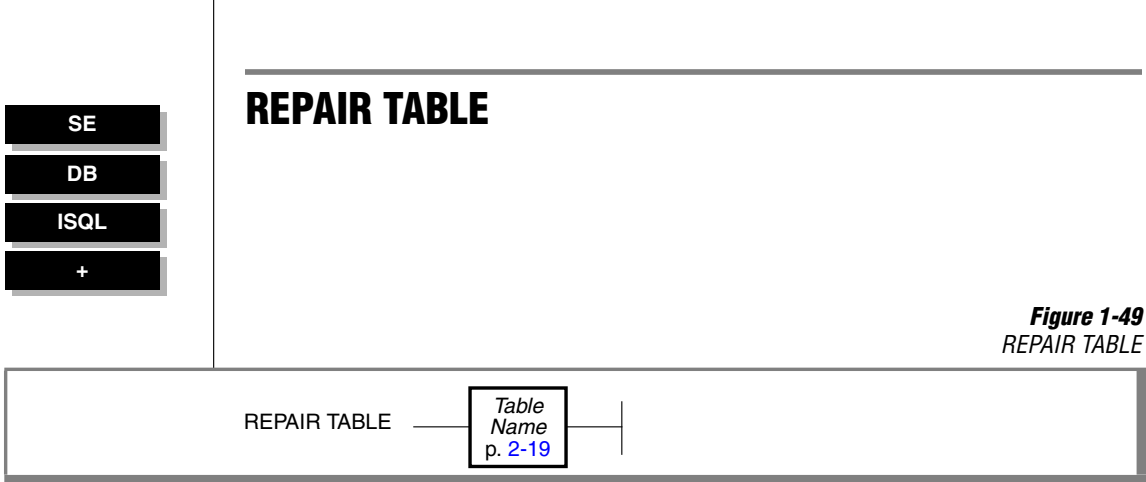 REPAIR TABLE
SE
DB
ISQL
+
Figure 1-49
REPAIR TABLE
REPAIR TABLE
Table
Name
p. 2-19